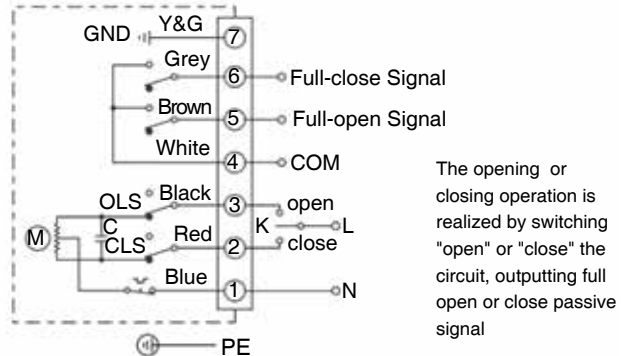 Y&G
GND
7
Grey
6
Full-close Signal
Brown
5
Full-open Signal
White
4
COM
OLS
Black
3
open
M
C
K
L
CLS
Red
2
close
Blue
1
N
PE
The opening or
closing operation is
realized by switching
"open" or "close" the
circuit, outputting full
open or close passive
signal